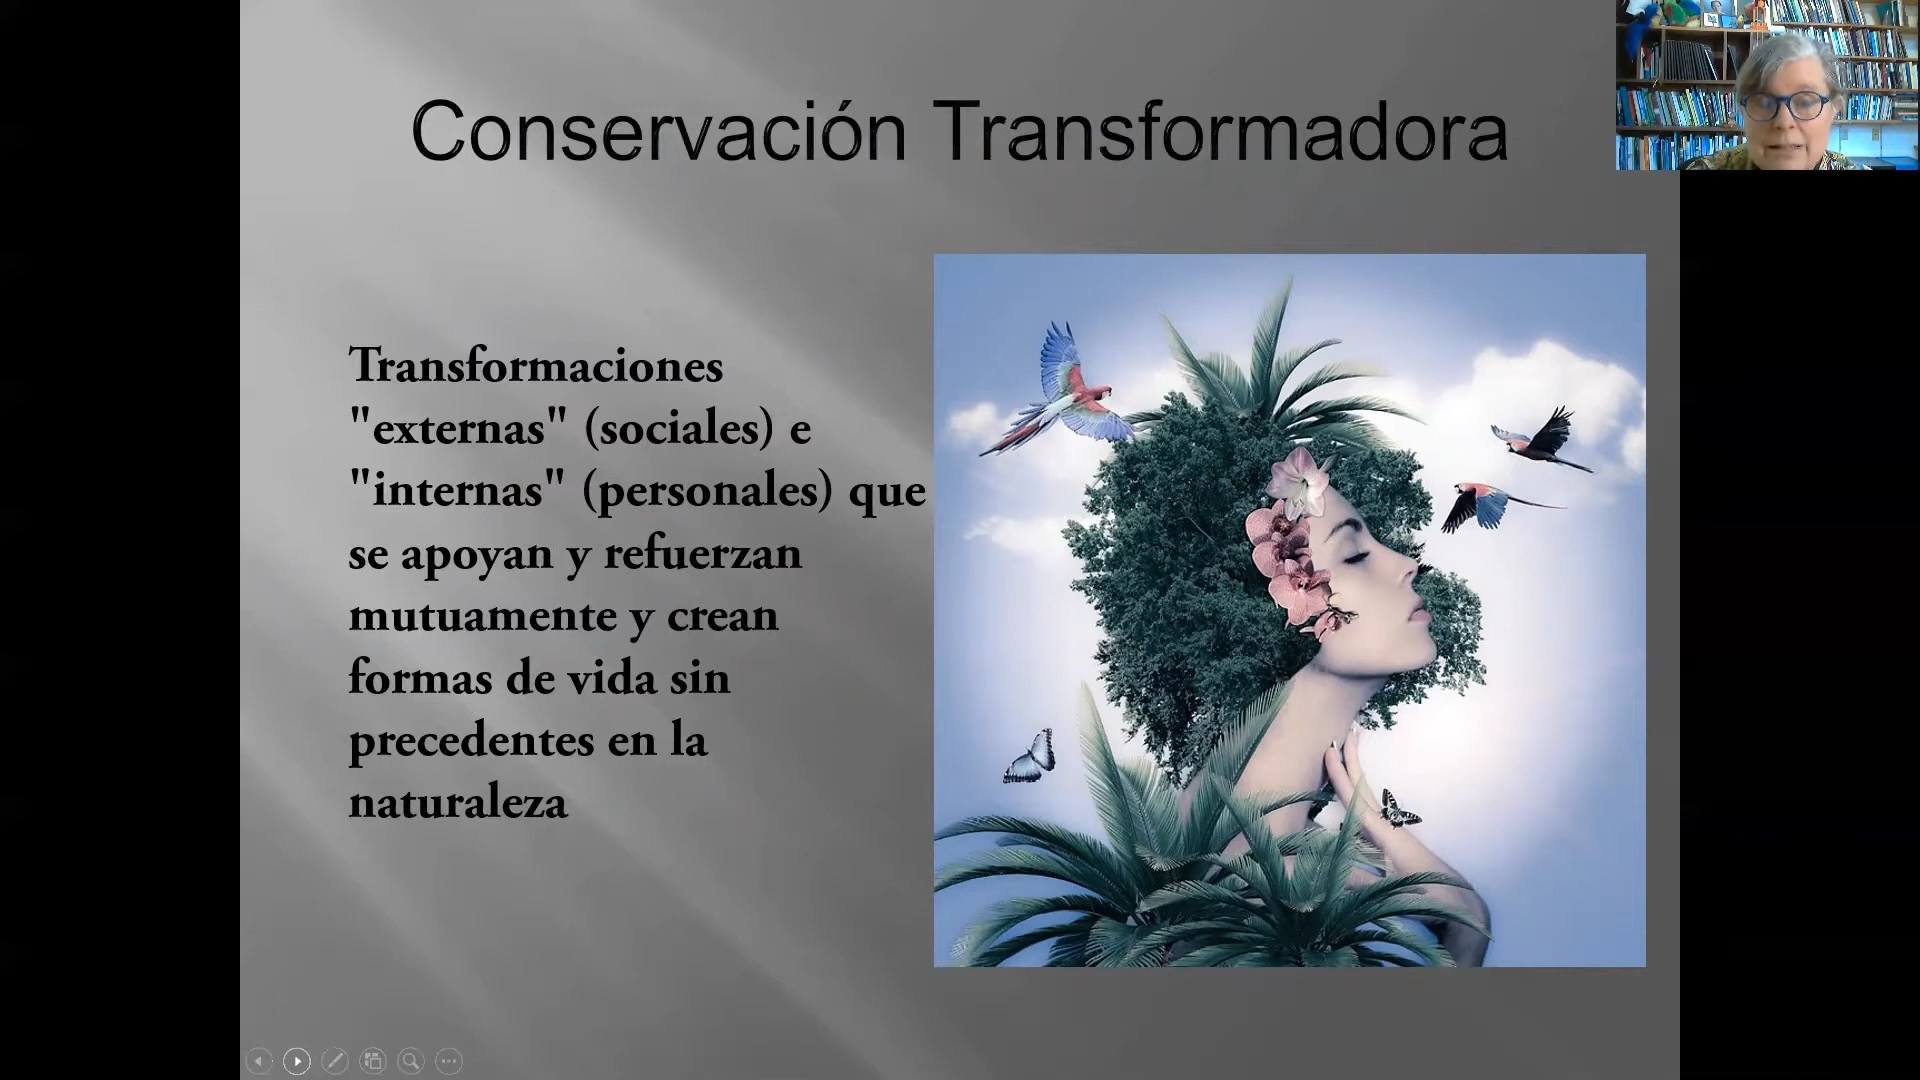 Conservación Transformadora
Transformaciones
"externas" (sociales) e
"internas" (personales) que
se apoyan y refuerzan
mutuamente y crean
formas de vida sin
precedentes en la
naturaleza